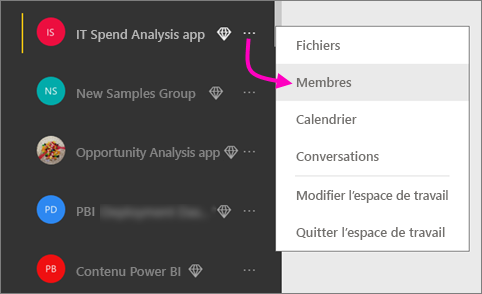 IS IT Spend Analysis app ...
NS New Samples Group ...
Opportunity Analysis app ...
PD PBI ...
PB Contenu Power BI ...
Fichiers
Membres
Calendrier
Conversations
Modifier l'espace de travail
Quitter l'espace de travail